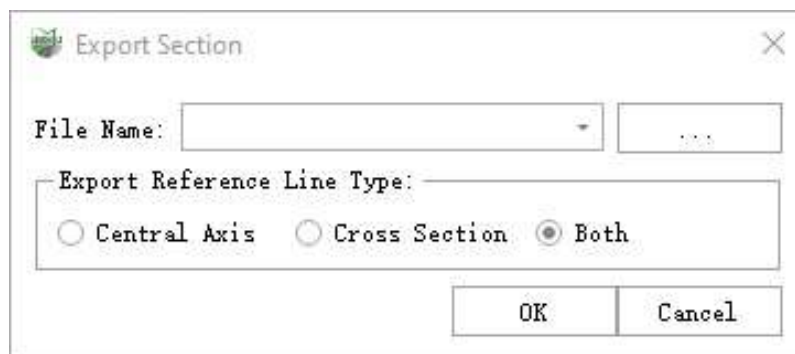 Export Section
File Name:
...
Export Reference Line Type:
Central Axis Cross Section Both
OK Cancel